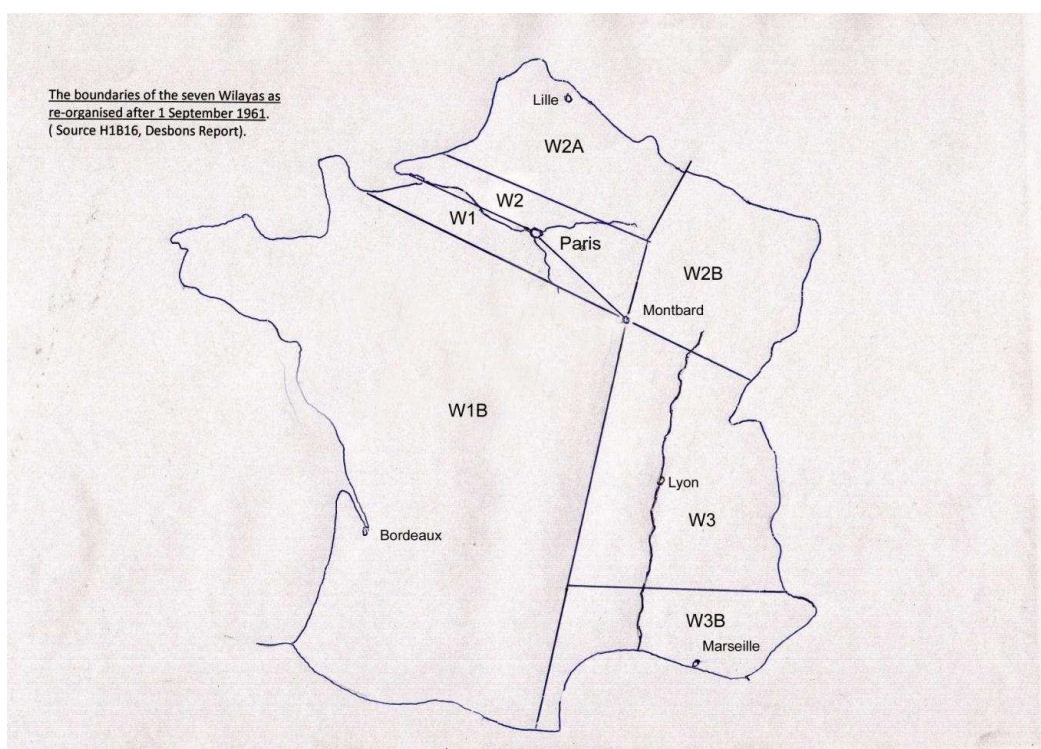 The boundaries of the seven Wilayas as
re-organised after 1 September 1961.
( Source H1B16, Desbons Report).
Lille
W2A
W2
W1
Paris
W2B
Montbard
W1B
Lyon
W3
Bordeaux
W3B
Marseille